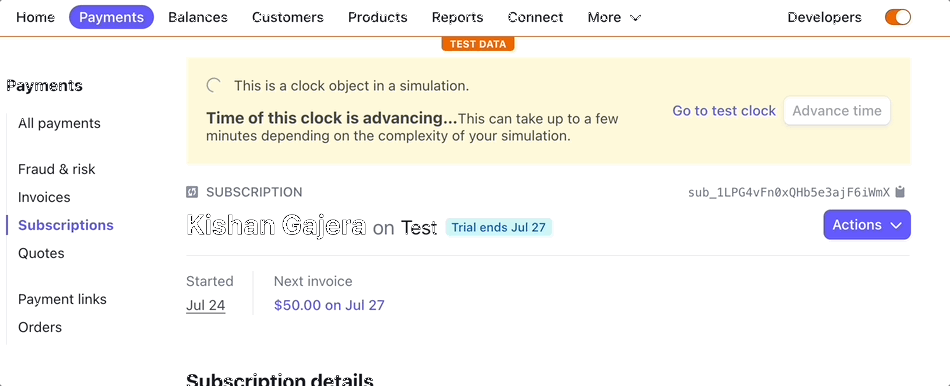 Home Payments Balances Customers Products Reports Connect More Developers
TEST DATA
Payments
All payments
Fraud & risk
Invoices
Subscriptions
Quotes
Payment links
Orders
This is a clock object in a simulation.
Time of this clock is advancing...This can take up to a few
minutes depending on the complexity of your simulation.
Go to test clock Advance time
SUBSCRIPTION
sub_1LPG4vFn0xQHb5e3ajF6iWmX
Kishan Gajera on Test Trial ends Jul 27
Actions
Started
Jul 24
Next invoice
$50.00 on Jul 27
Subscription details